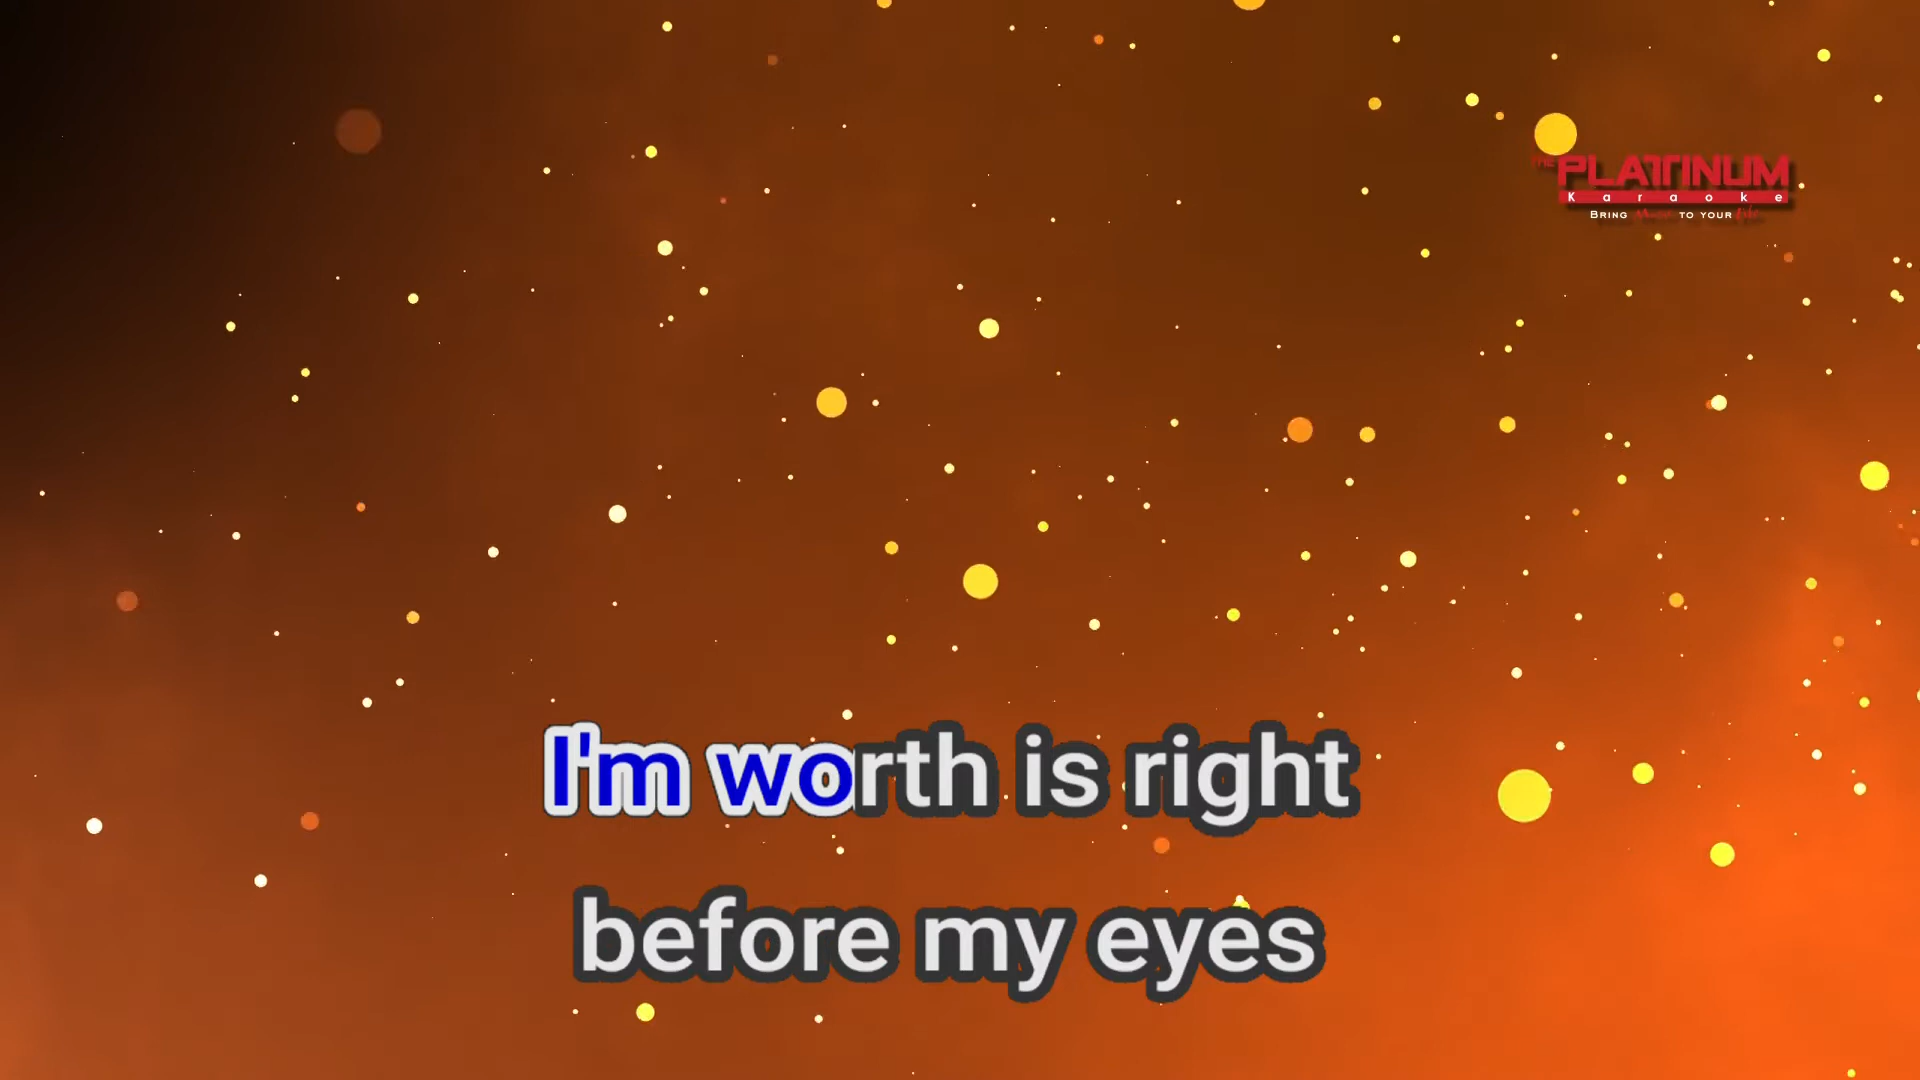 THE PLATINUM
Karaoke
BRING Music TO YOUR Life
I'm worth is right
before my eyes